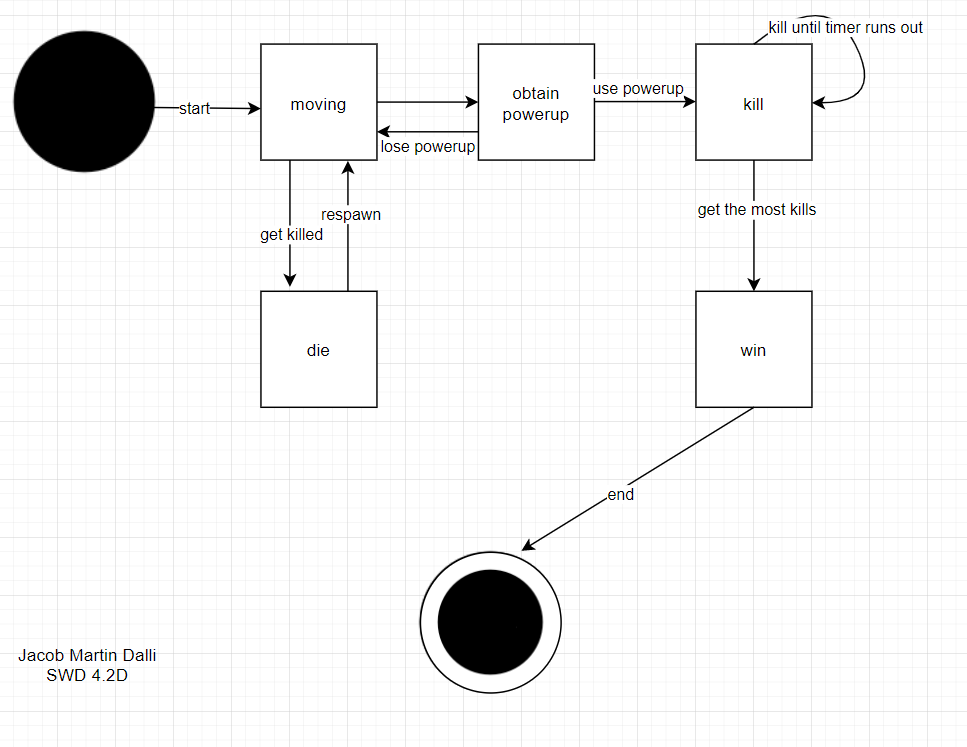 kill until timer runs out
start
moving
obtain
powerup
use powerup
kill
lose powerup
respawn
get killed
get the most kills
die
win
end
Jacob Martin Dalli
SWD 4.2D